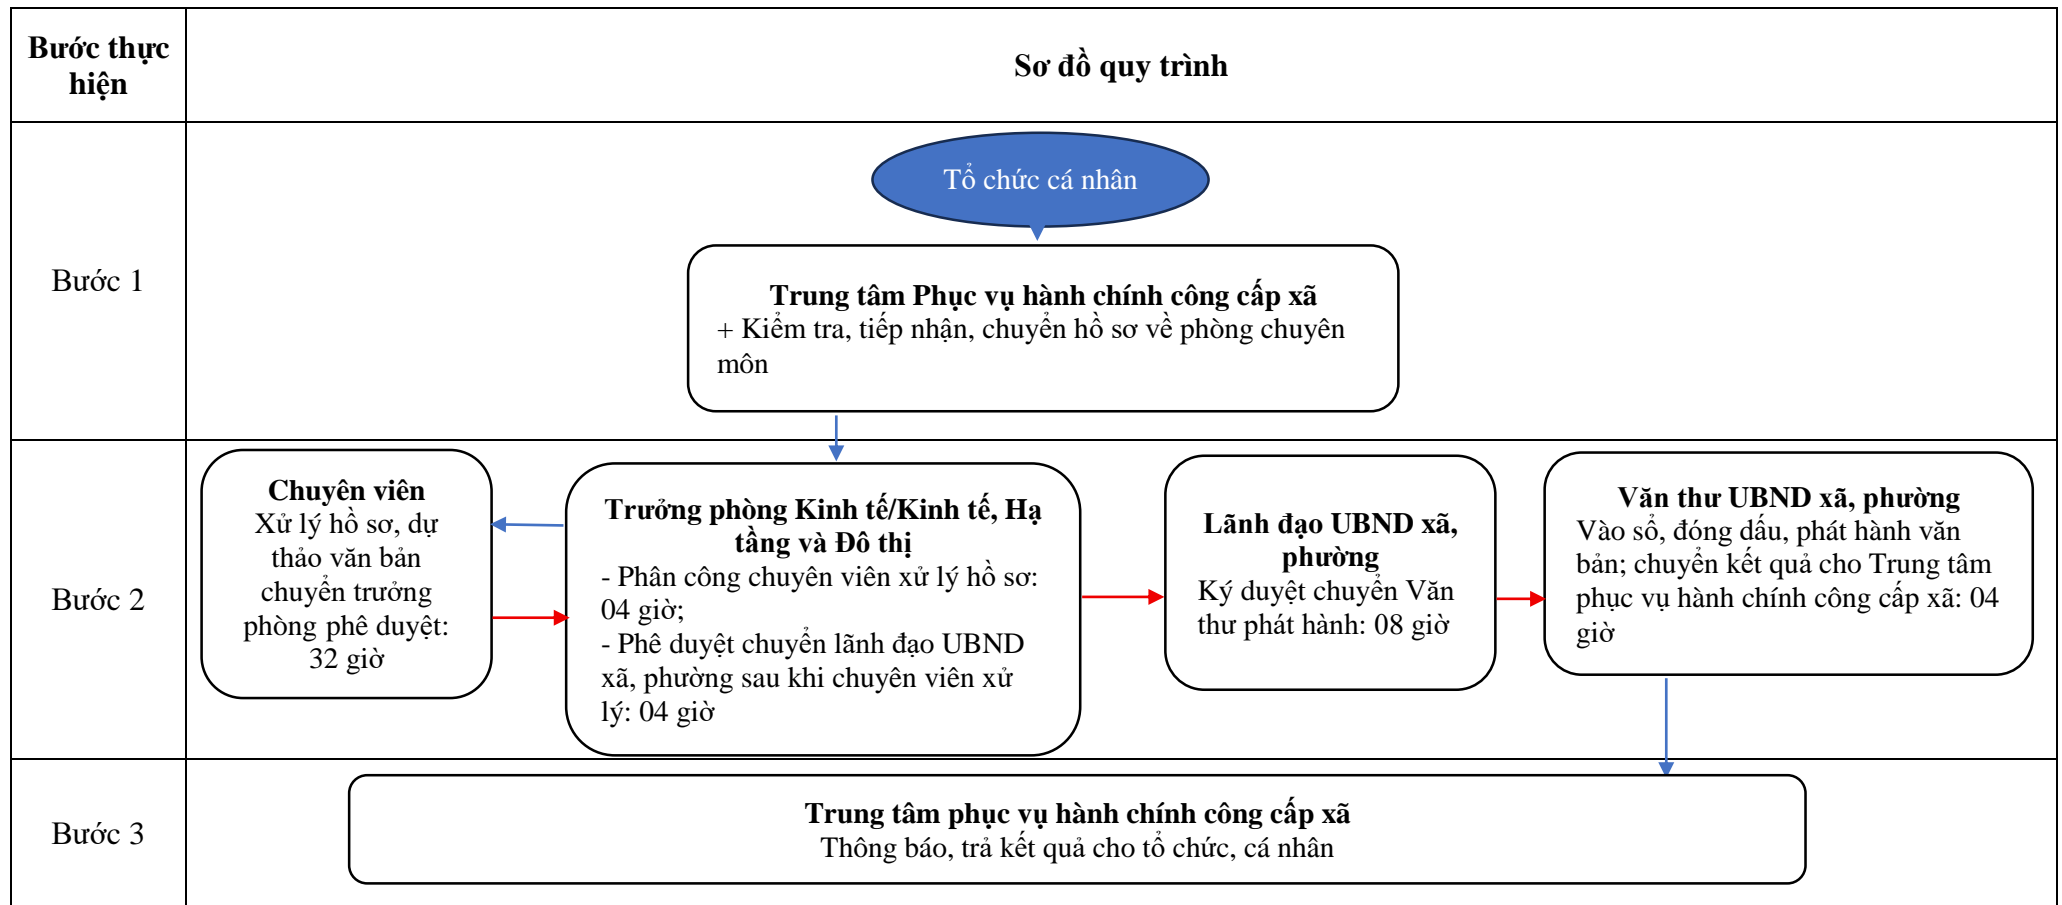 Bước thực
hiện
Sơ đồ quy trình
Bước 1
Tổ chức cá nhân
Trung tâm Phục vụ hành chính công cấp xã
+ Kiểm tra, tiếp nhận, chuyển hồ sơ về phòng chuyên
môn
Bước 2
Chuyên viên
Xử lý hồ sơ, dự
thảo văn bản
chuyển trưởng
phòng phê duyệt:
32 giờ
Trưởng phòng Kinh tế/Kinh tế, Hạ
tầng và Đô thị
- Phân công chuyên viên xử lý hồ sơ:
04 giờ;
- Phê duyệt chuyển lãnh đạo UBND
xã, phường sau khi chuyên viên xử
lý: 04 giờ
Lãnh đạo UBND xã,
phường
Ký duyệt chuyển Văn
thư phát hành: 08 giờ
Văn thư UBND xã, phường
Vào sổ, đóng dấu, phát hành văn
bản; chuyển kết quả cho Trung tâm
phục vụ hành chính công cấp xã: 04
giờ
Bước 3
Trung tâm phục vụ hành chính công cấp xã
Thông báo, trả kết quả cho tổ chức, cá nhân